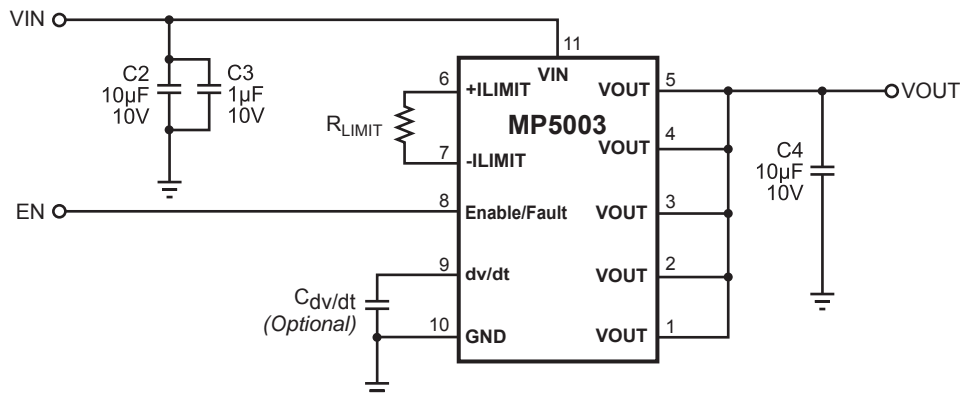 VIN
C2
10µF
10V
C3
1µF
10V
11
VIN
MP5003
6
+ILIMIT
RLIMIT
7
-ILIMIT
EN
8
Enable/Fault
9
dv/dt
Cdv/dt
(Optional)
10
GND
VOUT
5
VOUT
VOUT
4
VOUT
3
VOUT
2
VOUT
1
C4
10µF
10V